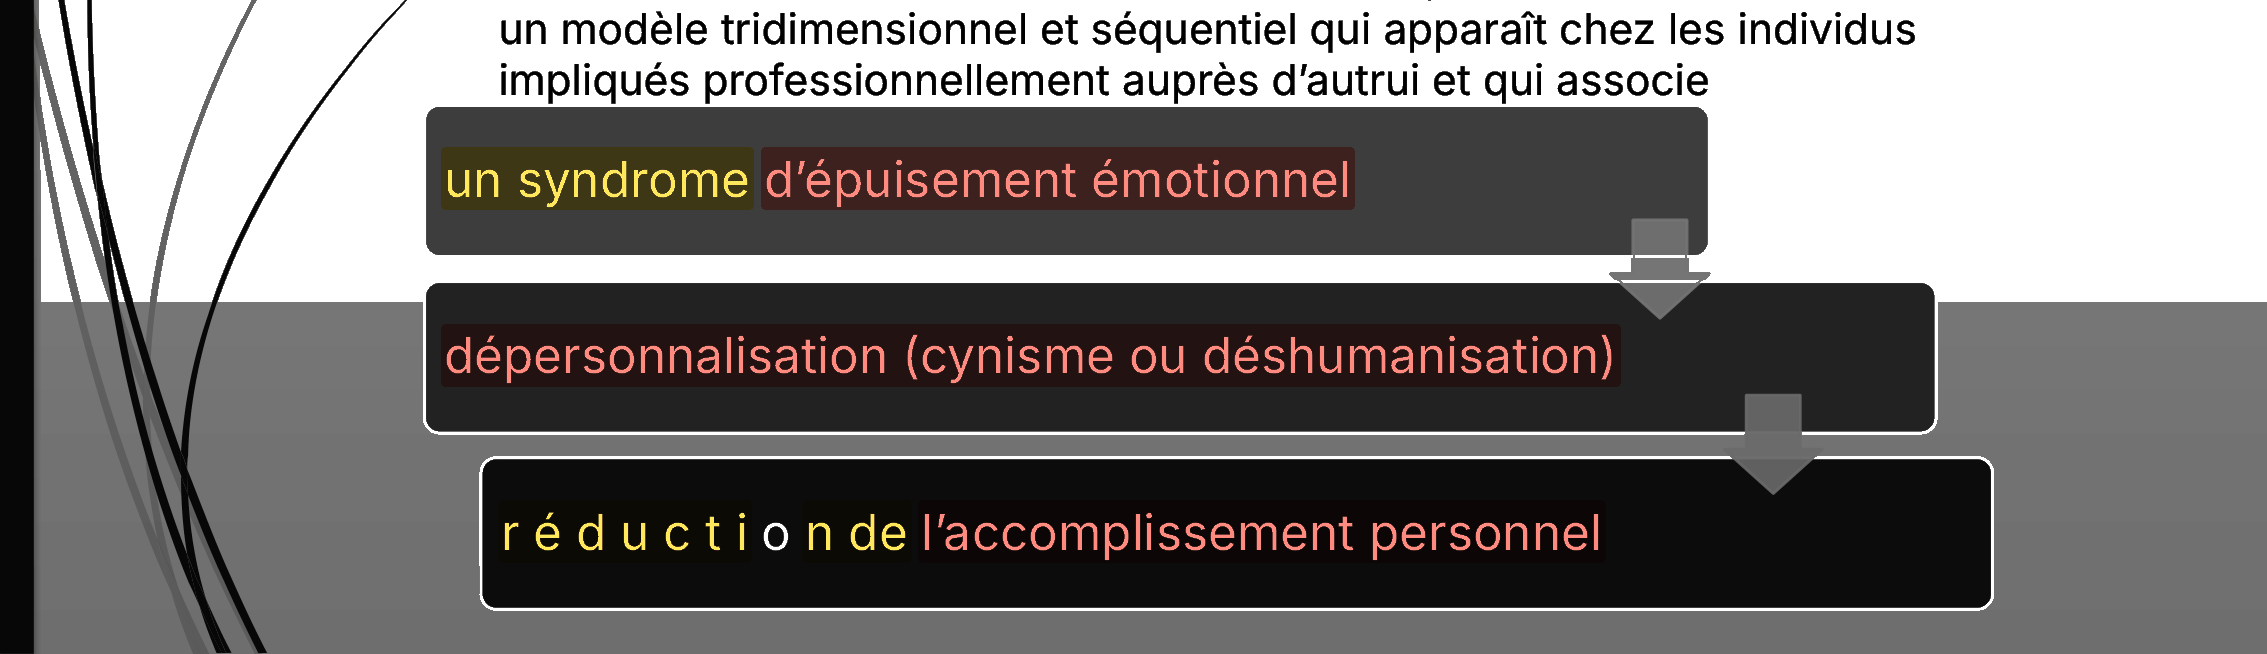 un modèle tridimensionnel et séquentiel qui apparaît chez les individus
impliqués professionnellement auprès d’autrui et qui associe
un syndrome d’épuisement émotionnel
dépersonnalisation (cynisme ou déshumanisation)
r é d u c t i o n de l’accomplissement personnel